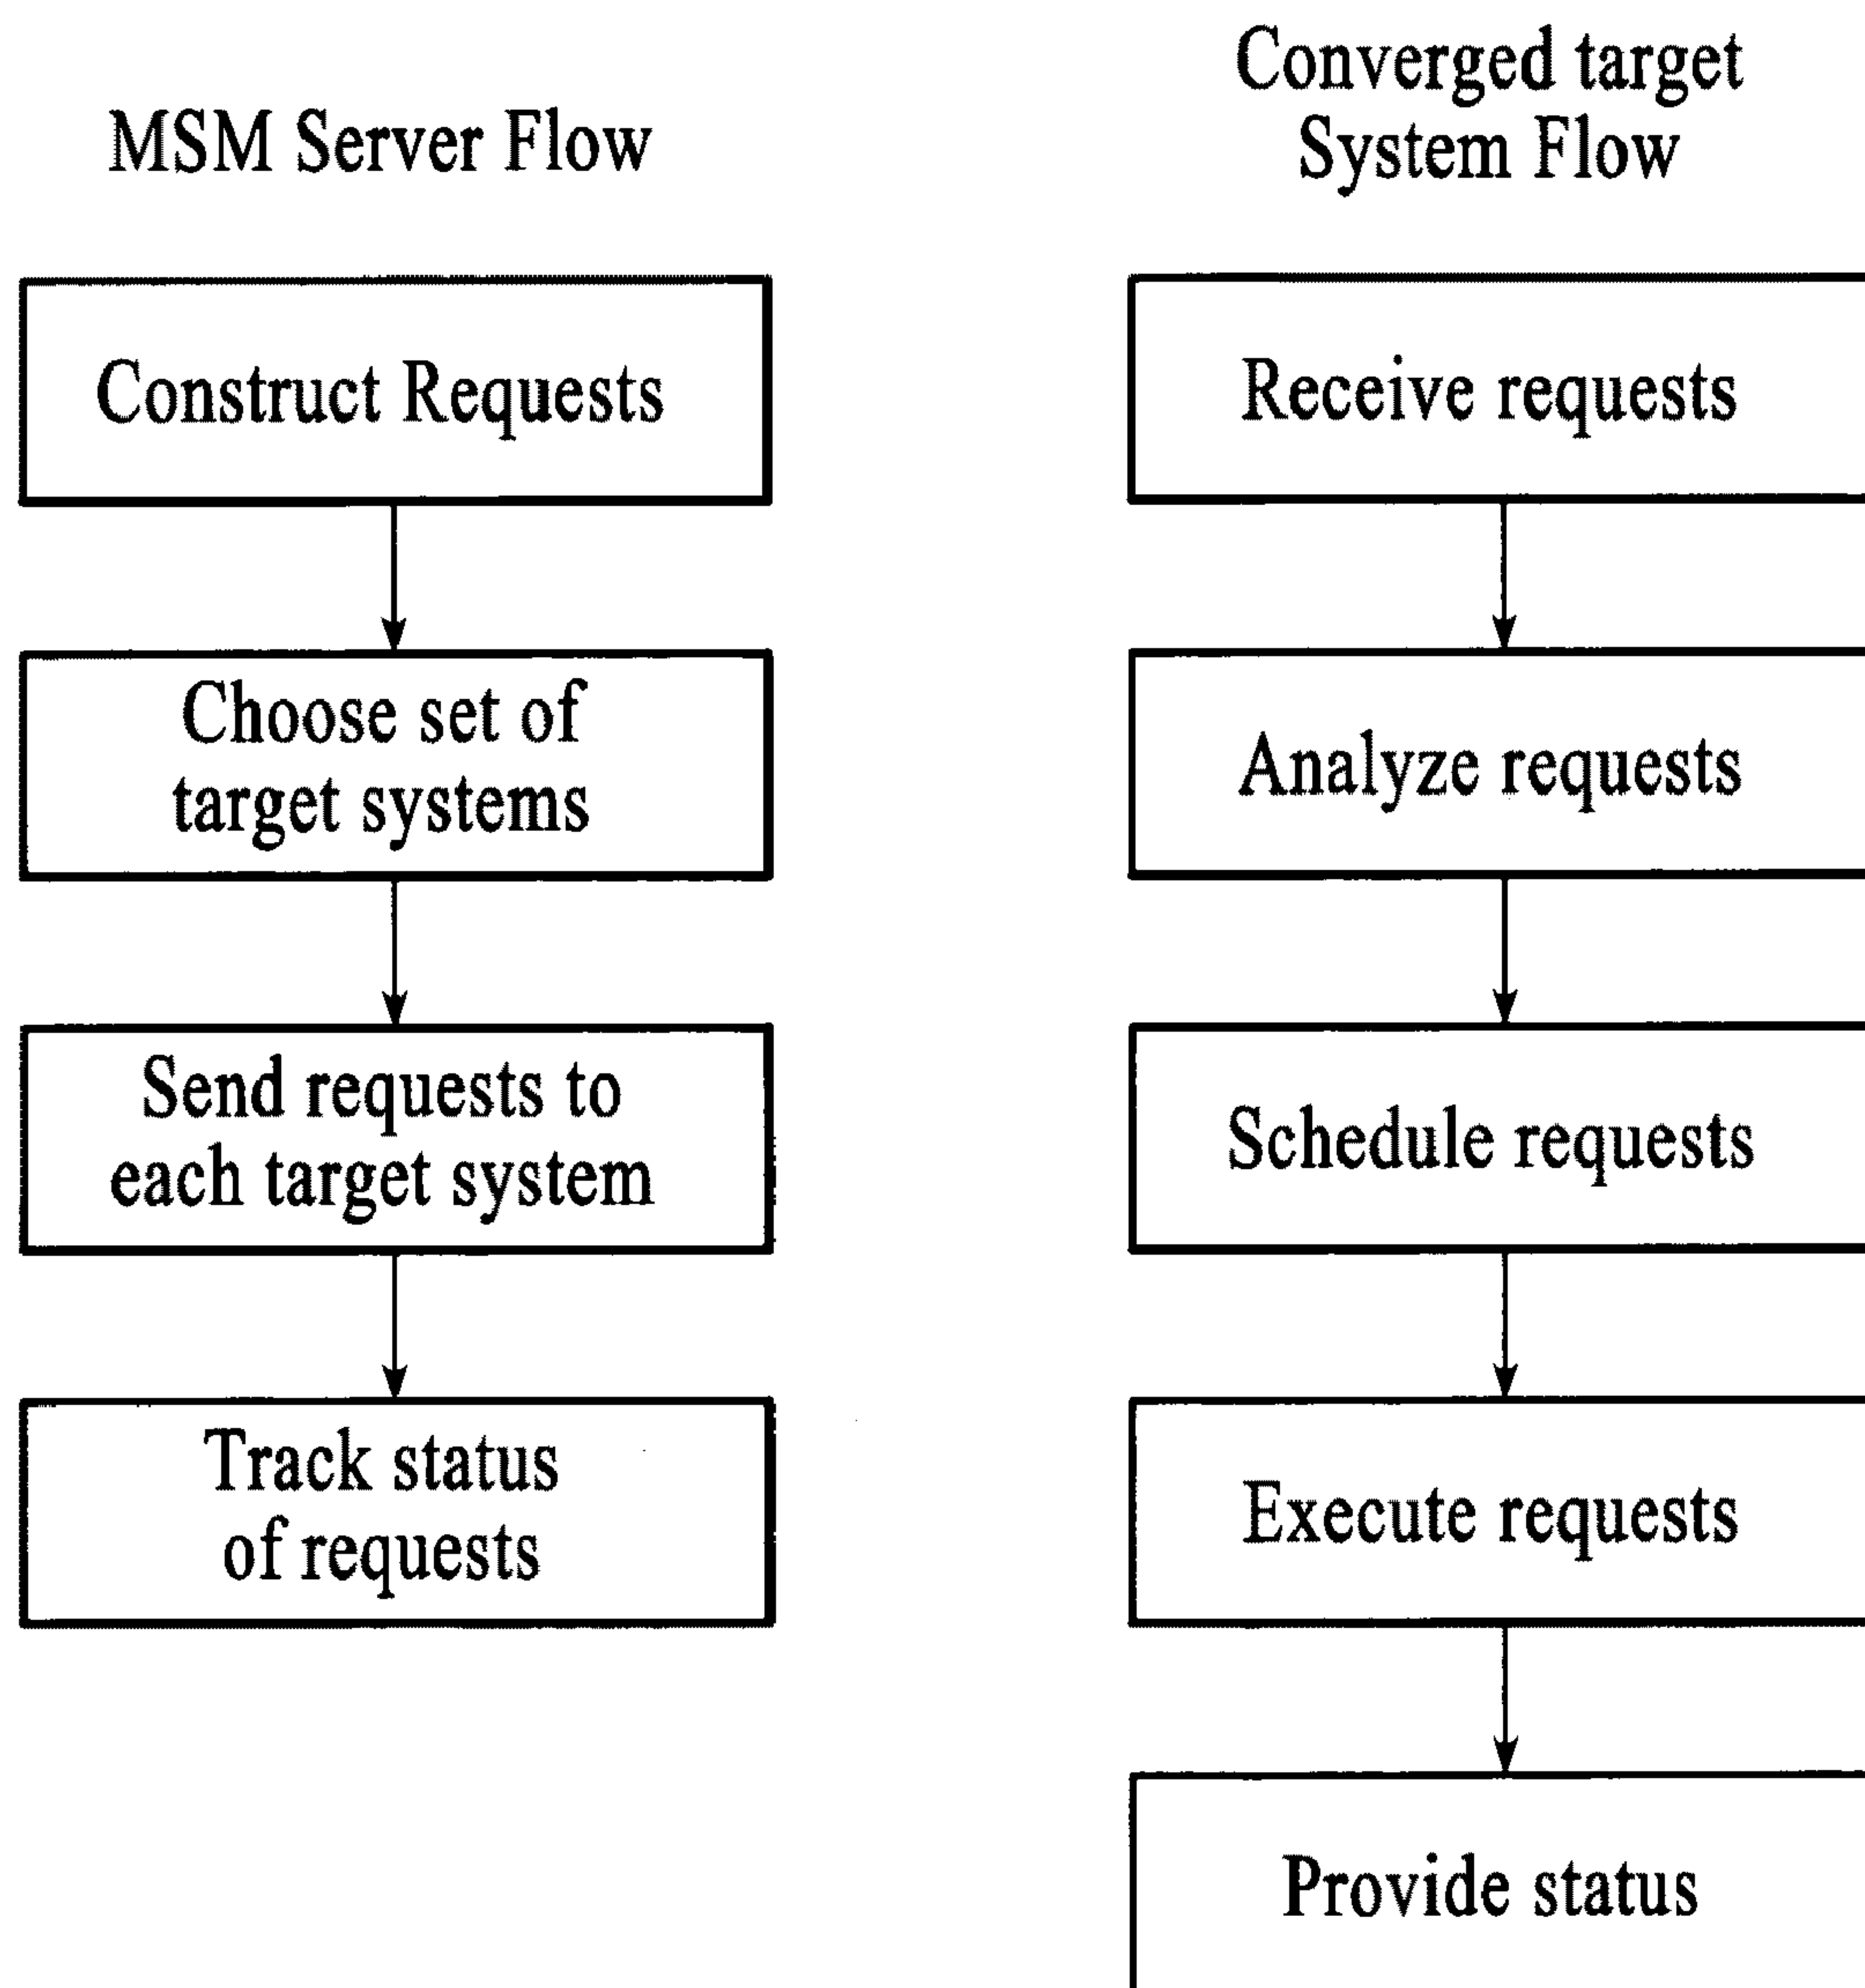 MSM Server Flow
Construct Requests
Choose set of
target systems
Send requests to
each target system
Track status
of requests
Converged target
System Flow
Receive requests
Analyze requests
Schedule requests
Execute requests
Provide status